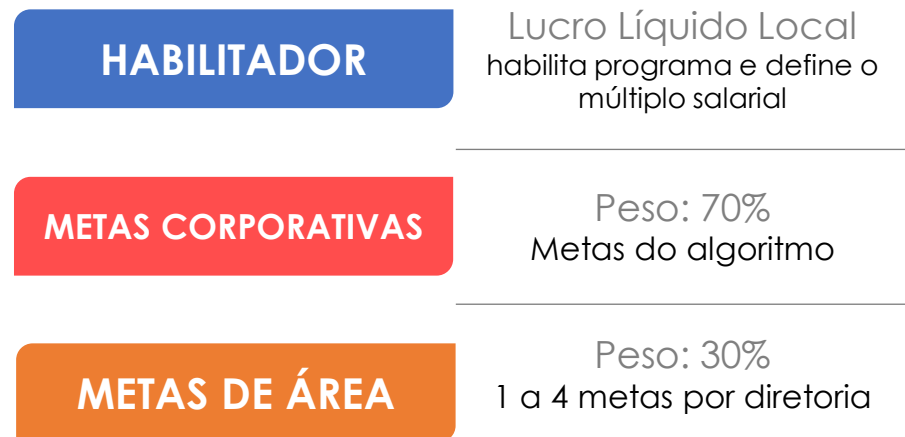 HABILITADOR
Lucro Líquido Local
habilita programa e define o
múltiplo salarial
METAS CORPORATIVAS
Peso: 70%
Metas do algoritmo
METAS DE ÁREA
Peso: 30%
1 a 4 metas por diretoria